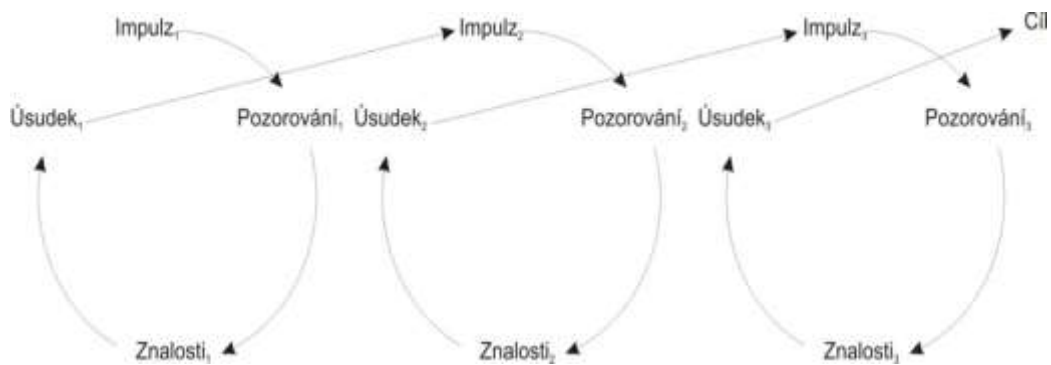 Impulz₁ Impulz₂ Impulz₃ Cíl
Úsudek₁ Pozorování₁ Úsudek₂ Pozorování₂ Úsudek₃ Pozorování₃
Znalosti₁ Znalosti₂ Znalosti₃